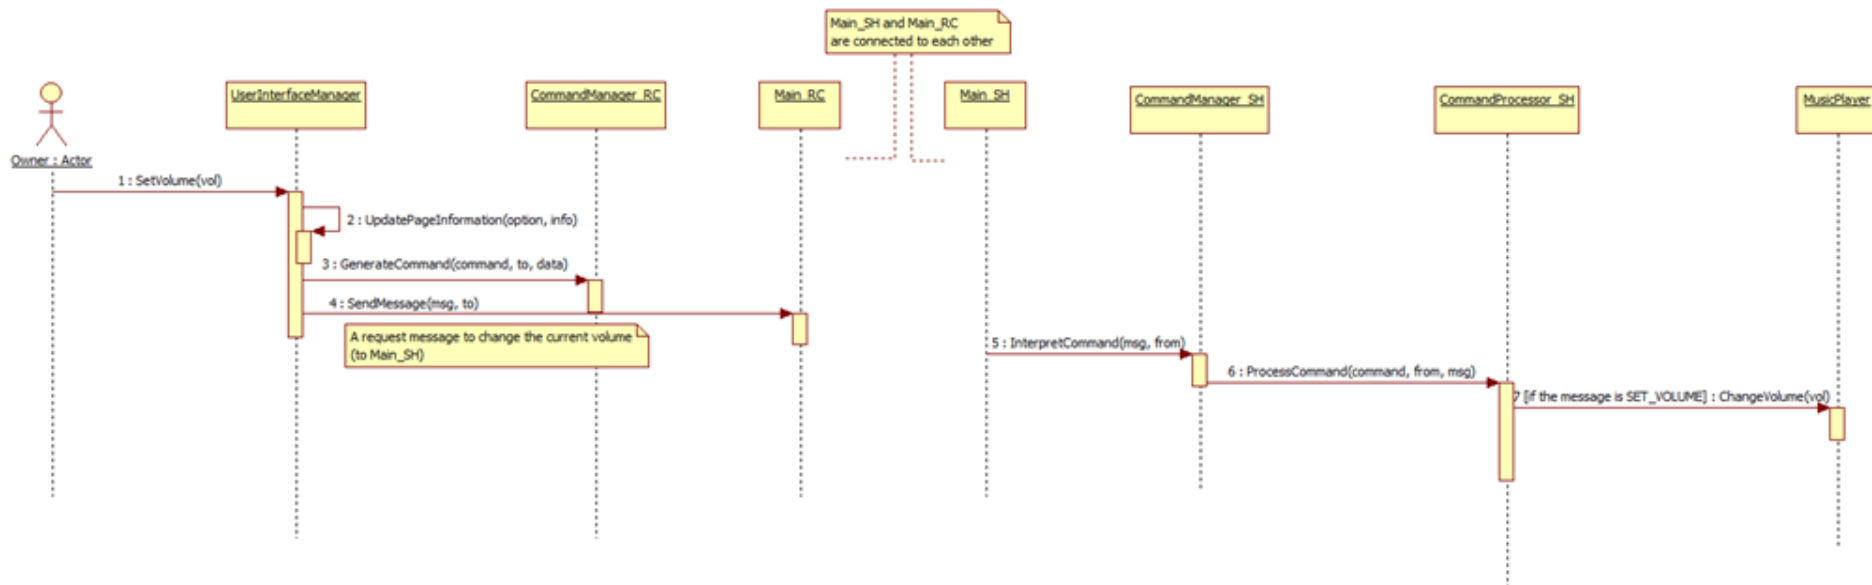 Main_SH and Main_RC
are connected to each other
UserInterfaceManager
CommandManager_RC
Main_RC
Main_SH
CommandManager_SH
CommandProcessor_SH
MusicPlayer
Owner : Actor
1 : SetVolume(vol)
2 : UpdatePageInformation(option, info)
3 : GenerateCommand(command, to, data)
4 : SendMessage(msg, to)
A request message to change the current volume
(to Main_SH)
5 : InterpretCommand(msg, from)
6 : ProcessCommand(command, from, msg)
7 [if the message is SET_VOLUME] : ChangeVolume(vol)